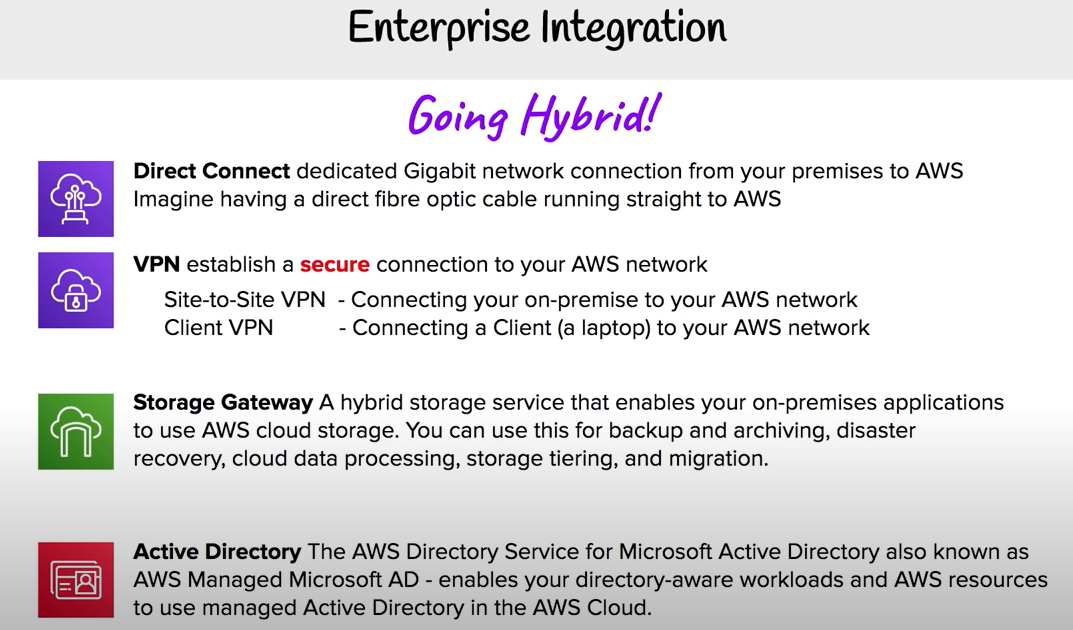 Enterprise Integration
Going Hybrid!
Direct Connect dedicated Gigabit network connection from your premises to AWS
Imagine having a direct fibre optic cable running straight to AWS
VPN establish a secure connection to your AWS network
Site-to-Site VPN - Connecting your on-premise to your AWS network
Client VPN - Connecting a Client (a laptop) to your AWS network
Storage Gateway A hybrid storage service that enables your on-premises applications
to use AWS cloud storage. You can use this for backup and archiving, disaster
recovery, cloud data processing, storage tiering, and migration.
Active Directory The AWS Directory Service for Microsoft Active Directory also known as
AWS Managed Microsoft AD - enables your directory-aware workloads and AWS resources
to use managed Active Directory in the AWS Cloud.